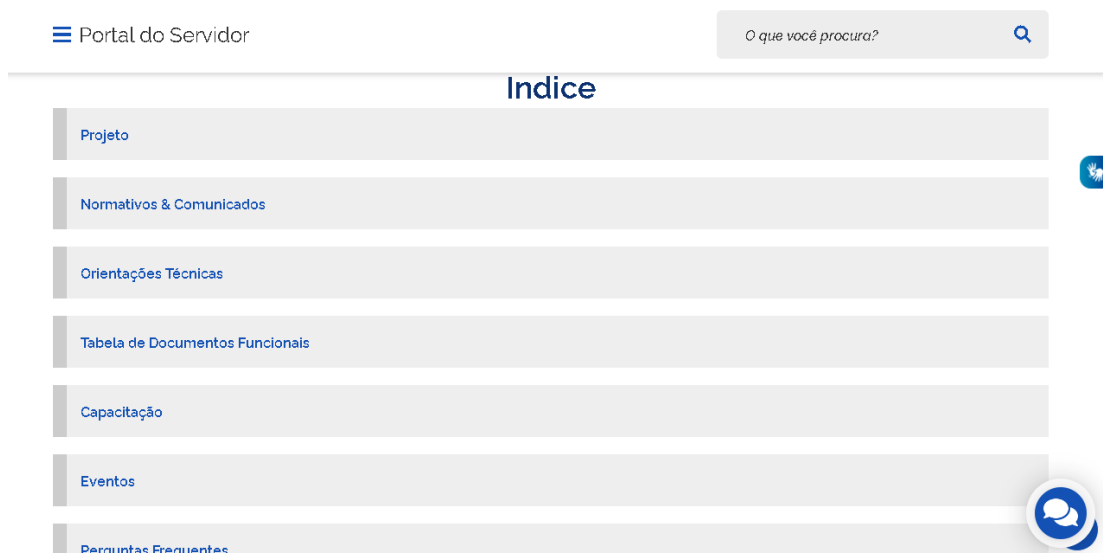 Portal do Servidor
O que você procura?
Indice
Projeto
Normativos & Comunicados
Orientações Técnicas
Tabela de Documentos Funcionais
Capacitação
Eventos
Perguntas Frequentes